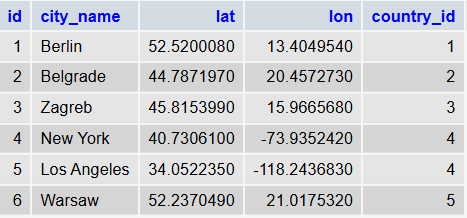 id city_name lat lon country_id
1 Berlin 52.5200080 13.4049540 1
2 Belgrade 44.7871970 20.4572730 2
3 Zagreb 45.8153990 15.9665680 3
4 New York 40.7306100 -73.9352420 4
5 Los Angeles 34.0522350 -118.2436830 4
6 Warsaw 52.2370490 21.0175320 5